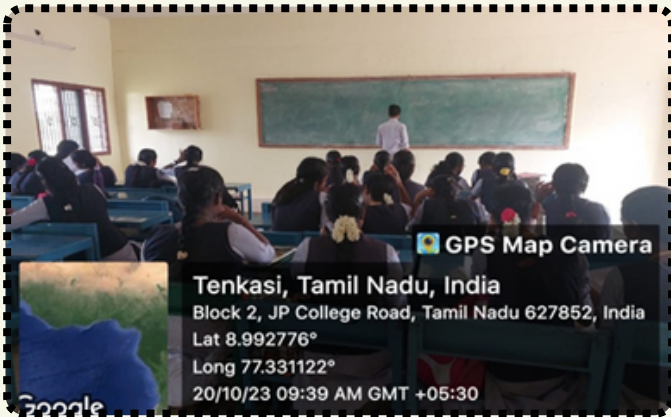 GPS Map Camera
Tenkasi, Tamil Nadu, India
Block 2, JP College Road, Tamil Nadu 627852, India
Lat 8.992776°
Long 77.331122°
20/10/23 09:39 AM GMT +05:30
Google